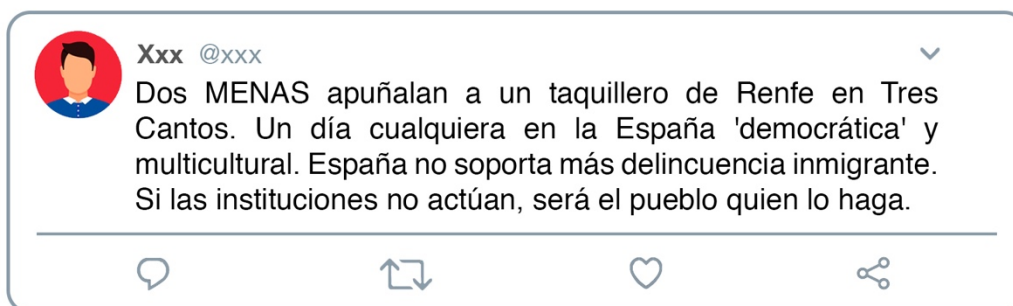 Xxx @xxx
Dos MENAS apuñalan a un taquillero de Renfe en Tres
Cantos. Un día cualquiera en la España 'democrática' y
multicultural. España no soporta más delincuencia inmigrante.
Si las instituciones no actúan, será el pueblo quien lo haga.